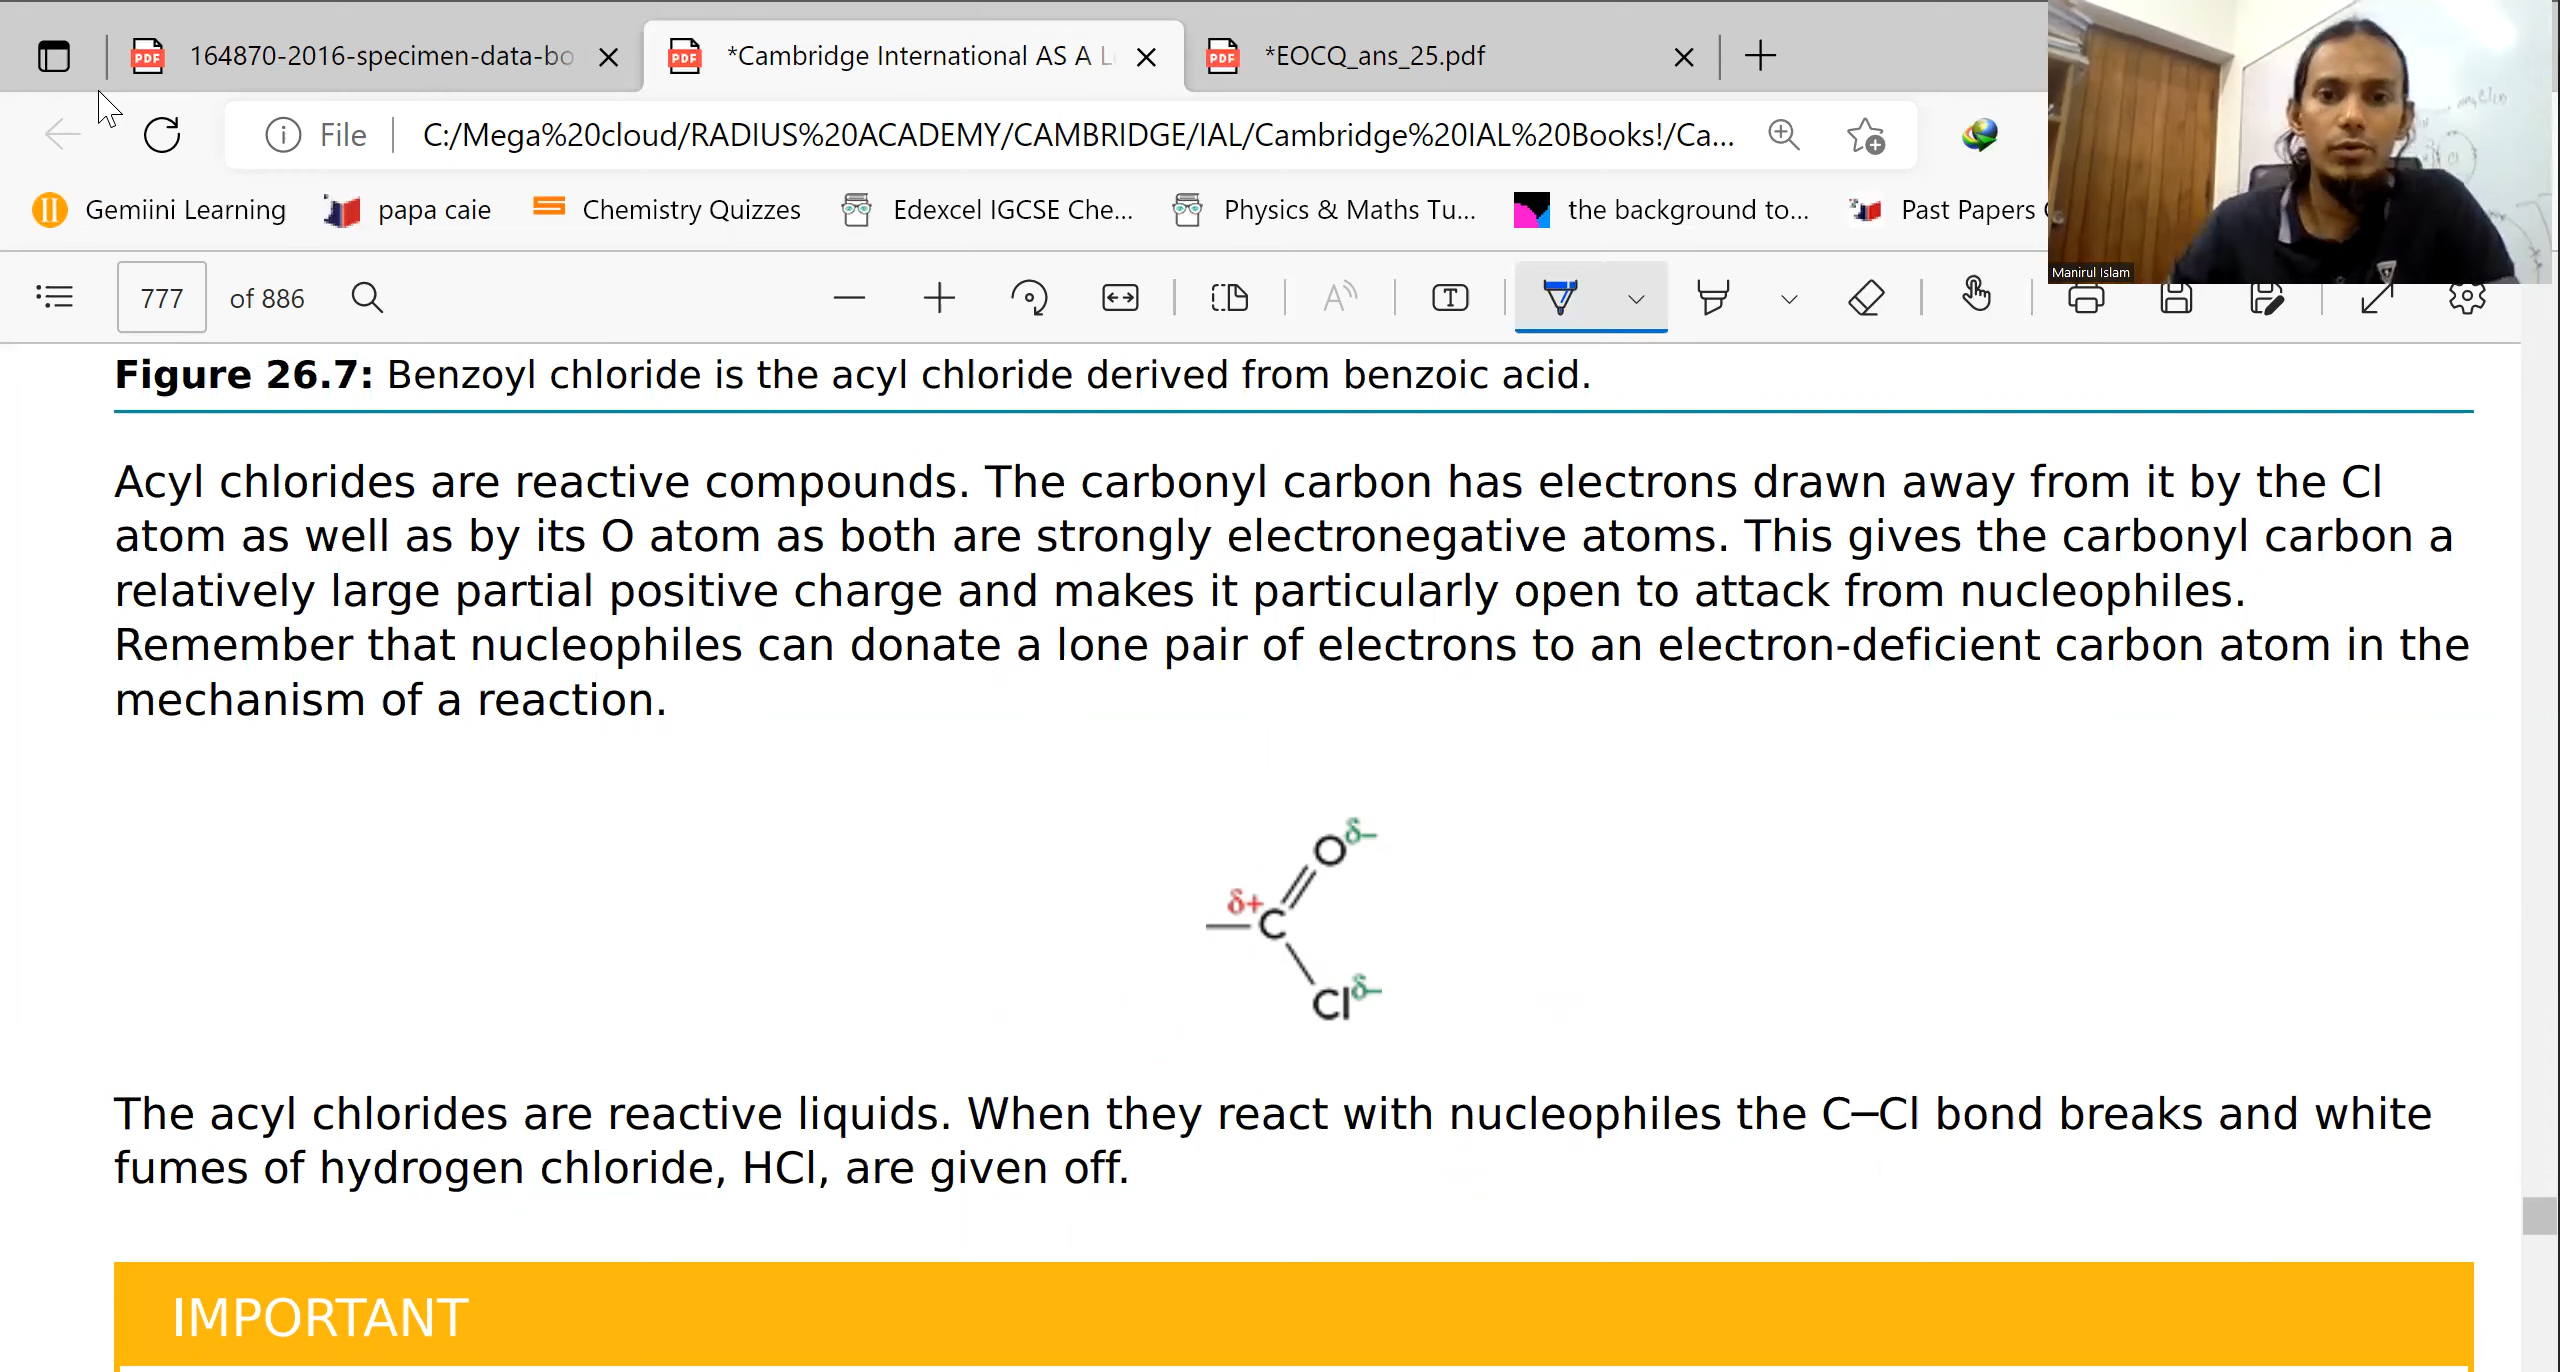 164870-2016-specimen-data-bo
*Cambridge International AS A L
*EOCQ_ans_25.pdf
File
C:/Mega%20cloud/RADIUS%20ACADEMY/CAMBRIDGE/IAL/Cambridge%20IAL%20Books!/Ca...
Gemiini Learning
papa caie
Chemistry Quizzes
Edexcel IGCSE Che...
Physics & Maths Tu...
the background to...
Past Papers
Manirul Islam
777 of 886
Figure 26.7: Benzoyl chloride is the acyl chloride derived from benzoic acid.
Acyl chlorides are reactive compounds. The carbonyl carbon has electrons drawn away from it by the Cl
atom as well as by its O atom as both are strongly electronegative atoms. This gives the carbonyl carbon a
relatively large partial positive charge and makes it particularly open to attack from nucleophiles.
Remember that nucleophiles can donate a lone pair of electrons to an electron-deficient carbon atom in the
mechanism of a reaction.
Oδ−
δ+
C
Clδ−
The acyl chlorides are reactive liquids. When they react with nucleophiles the C−Cl bond breaks and white
fumes of hydrogen chloride, HCl, are given off.
IMPORTANT